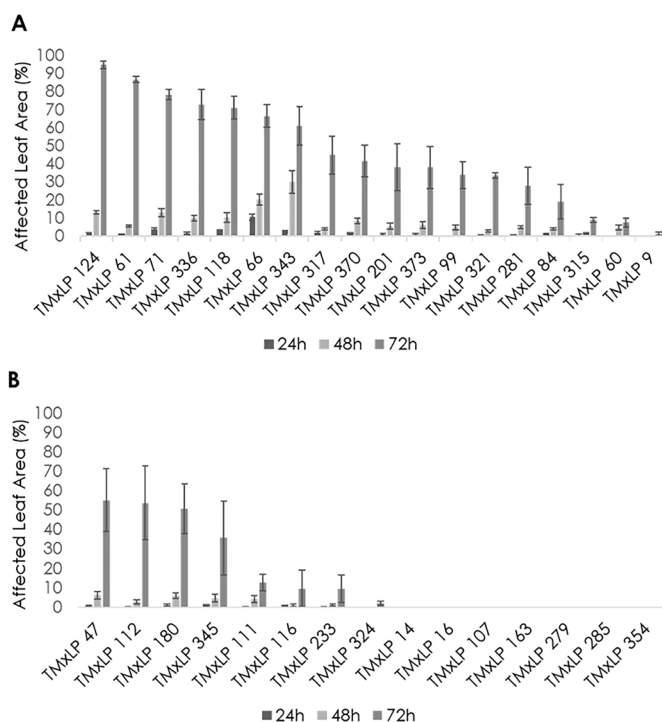 A
Affected Leaf Area (%)
100
90
80
70
60
50
40
30
20
10
0
TMxLP 124
TMxLP 61
TMxLP 71
TMxLP 336
TMxLP 118
TMxLP 66
TMxLP 343
TMxLP 317
TMxLP 370
TMxLP 201
TMxLP 373
TMxLP 99
TMxLP 321
TMxLP 281
TMxLP 84
TMxLP 315
TMxLP 60
TMxLP 9
24h 48h 72h
B
Affected Leaf Area (%)
100
90
80
70
60
50
40
30
20
10
0
TMxLP 47
TMxLP 112
TMxLP 180
TMxLP 345
TMxLP 111
TMxLP 116
TMxLP 233
TMxLP 324
TMxLP 14
TMxLP 16
TMxLP 107
TMxLP 163
TMxLP 279
TMxLP 285
TMxLP 354
24h 48h 72h